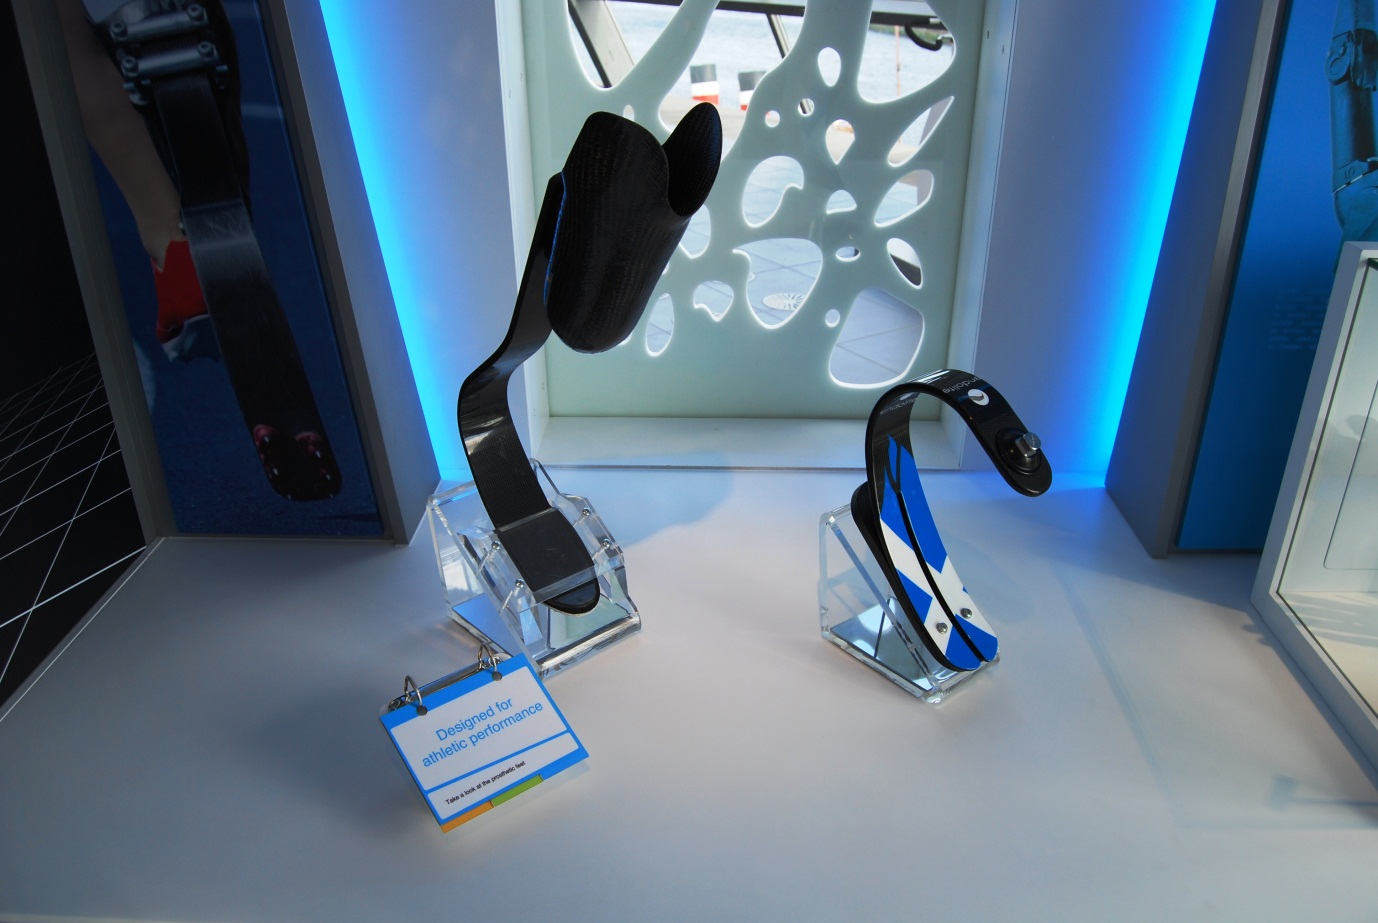 Designed for
athletic performance
Take a look at the prosthetic feet